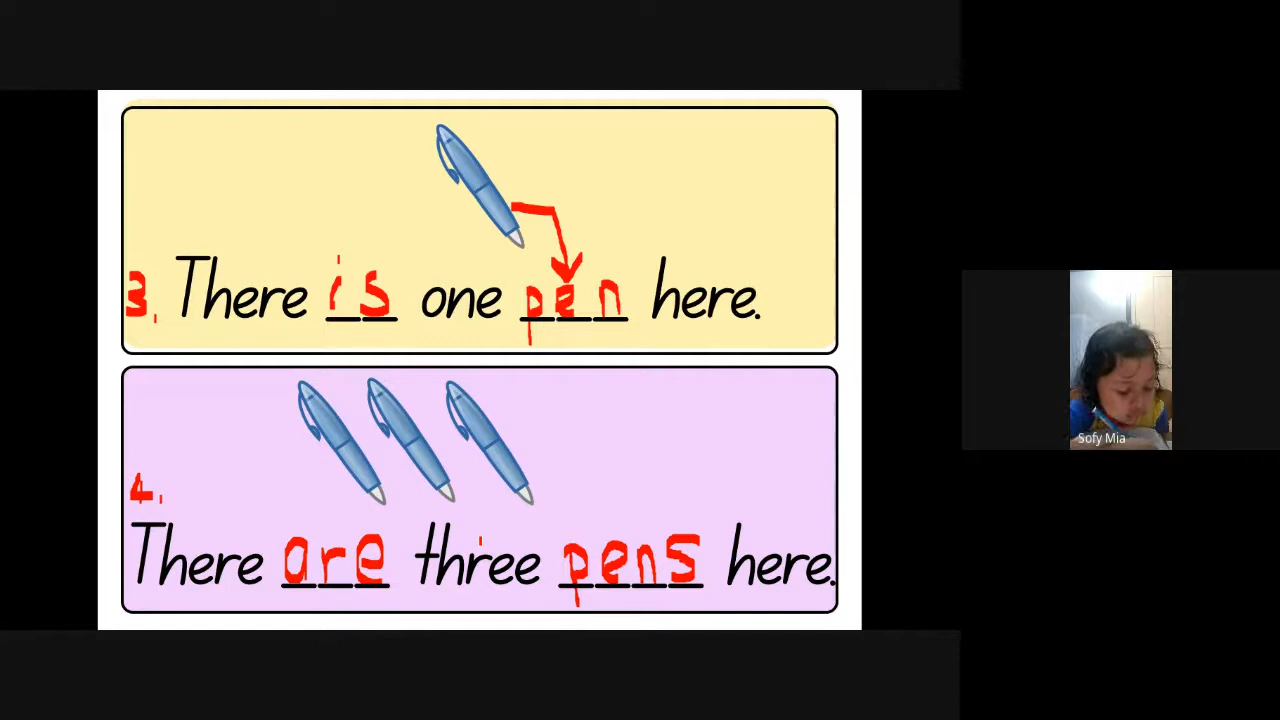 3. There is one pen here.
4.
There are three pens here.
Sofy Mia